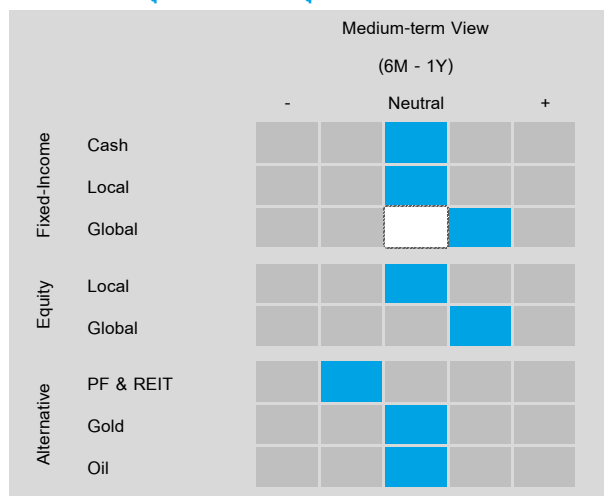 Medium-term View
(6M - 1Y)
- Neutral +
Fixed-Income
Cash
Local
Global
Equity
Local
Global
Alternative
PF & REIT
Gold
Oil